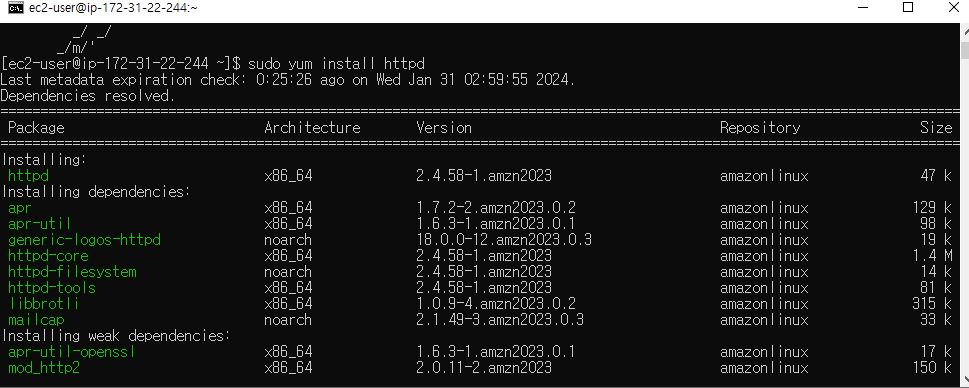 ec2-user@ip-172-31-22-244:~
_/ _/
_/m/'
[ec2-user@ip-172-31-22-244 ~]$ sudo yum install httpd
Last metadata expiration check: 0:25:26 ago on Wed Jan 31 02:59:55 2024.
Dependencies resolved.
================================================================================
Package Architecture Version Repository Size
================================================================================
Installing:
httpd x86_64 2.4.58-1.amzn2023 amazonlinux 47 k
Installing dependencies:
apr x86_64 1.7.2-2.amzn2023.0.2 amazonlinux 129 k
apr-util x86_64 1.6.3-1.amzn2023.0.1 amazonlinux 98 k
generic-logos-httpd noarch 18.0.0-12.amzn2023.0.3 amazonlinux 19 k
httpd-core x86_64 2.4.58-1.amzn2023 amazonlinux 1.4 M
httpd-filesystem noarch 2.4.58-1.amzn2023 amazonlinux 14 k
httpd-tools x86_64 2.4.58-1.amzn2023 amazonlinux 81 k
libbrotli x86_64 1.0.9-4.amzn2023.0.2 amazonlinux 315 k
mailcap noarch 2.1.49-3.amzn2023.0.3 amazonlinux 33 k
Installing weak dependencies:
apr-util-openssl x86_64 1.6.3-1.amzn2023.0.1 amazonlinux 17 k
mod_http2 x86_64 2.0.11-2.amzn2023 amazonlinux 150 k